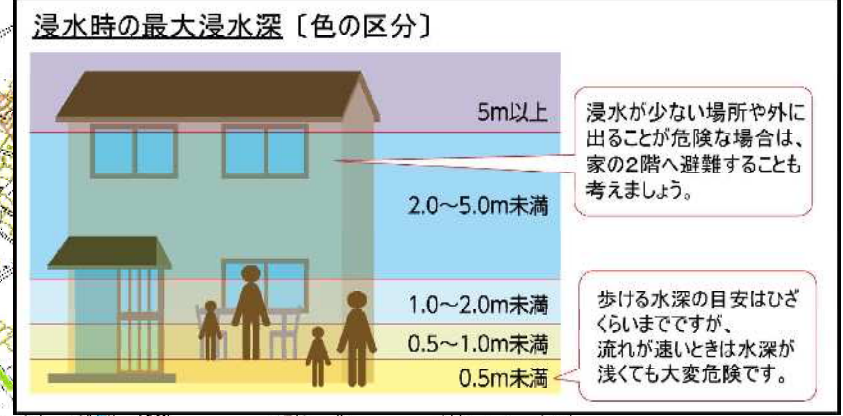 浸水時の最大浸水深〔色の区分〕
5m以上
2.0～5.0m未満
1.0～2.0m未満
0.5～1.0m未満
0.5m未満
浸水が少ない場所や外に
出ることが危険な場合は、
家の２階へ避難することも
考えましょう。
歩ける水深の目安はひざ
くらいまでですが、
流れが速いときは水深が
浅くても大変危険です。